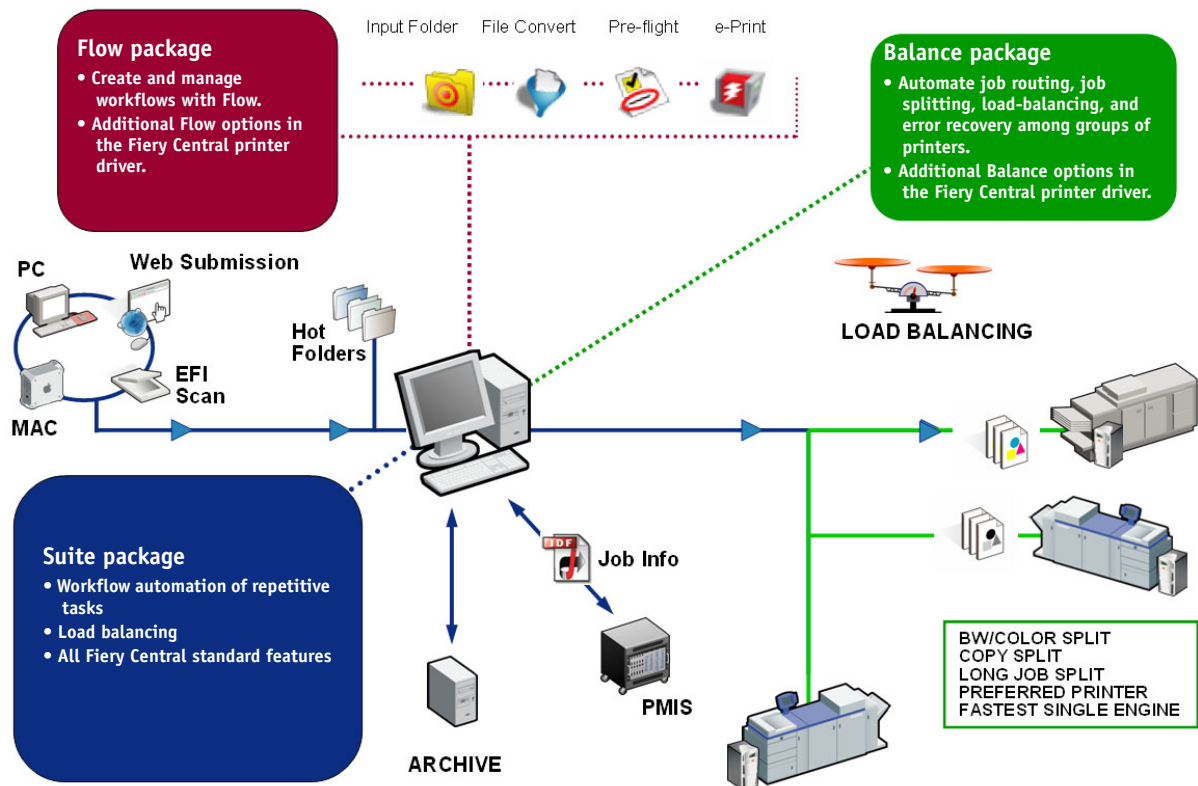 Flow package
• Create and manage
workflows with Flow.
• Additional Flow options in
the Fiery Central printer
driver.
Input Folder
File Convert
Pre-flight
e-Print
Balance package
• Automate job routing, job
splitting, load-balancing, and
error recovery among groups of
printers.
• Additional Balance options in
the Fiery Central printer driver.
PC
Web Submission
Hot
Folders
EFI
Scan
MAC
LOAD BALANCING
Suite package
• Workflow automation of repetitive
tasks
• Load balancing
• All Fiery Central standard features
JDF
Job Info
PMIS
ARCHIVE
BW/COLOR SPLIT
COPY SPLIT
LONG JOB SPLIT
PREFERRED PRINTER
FASTEST SINGLE ENGINE